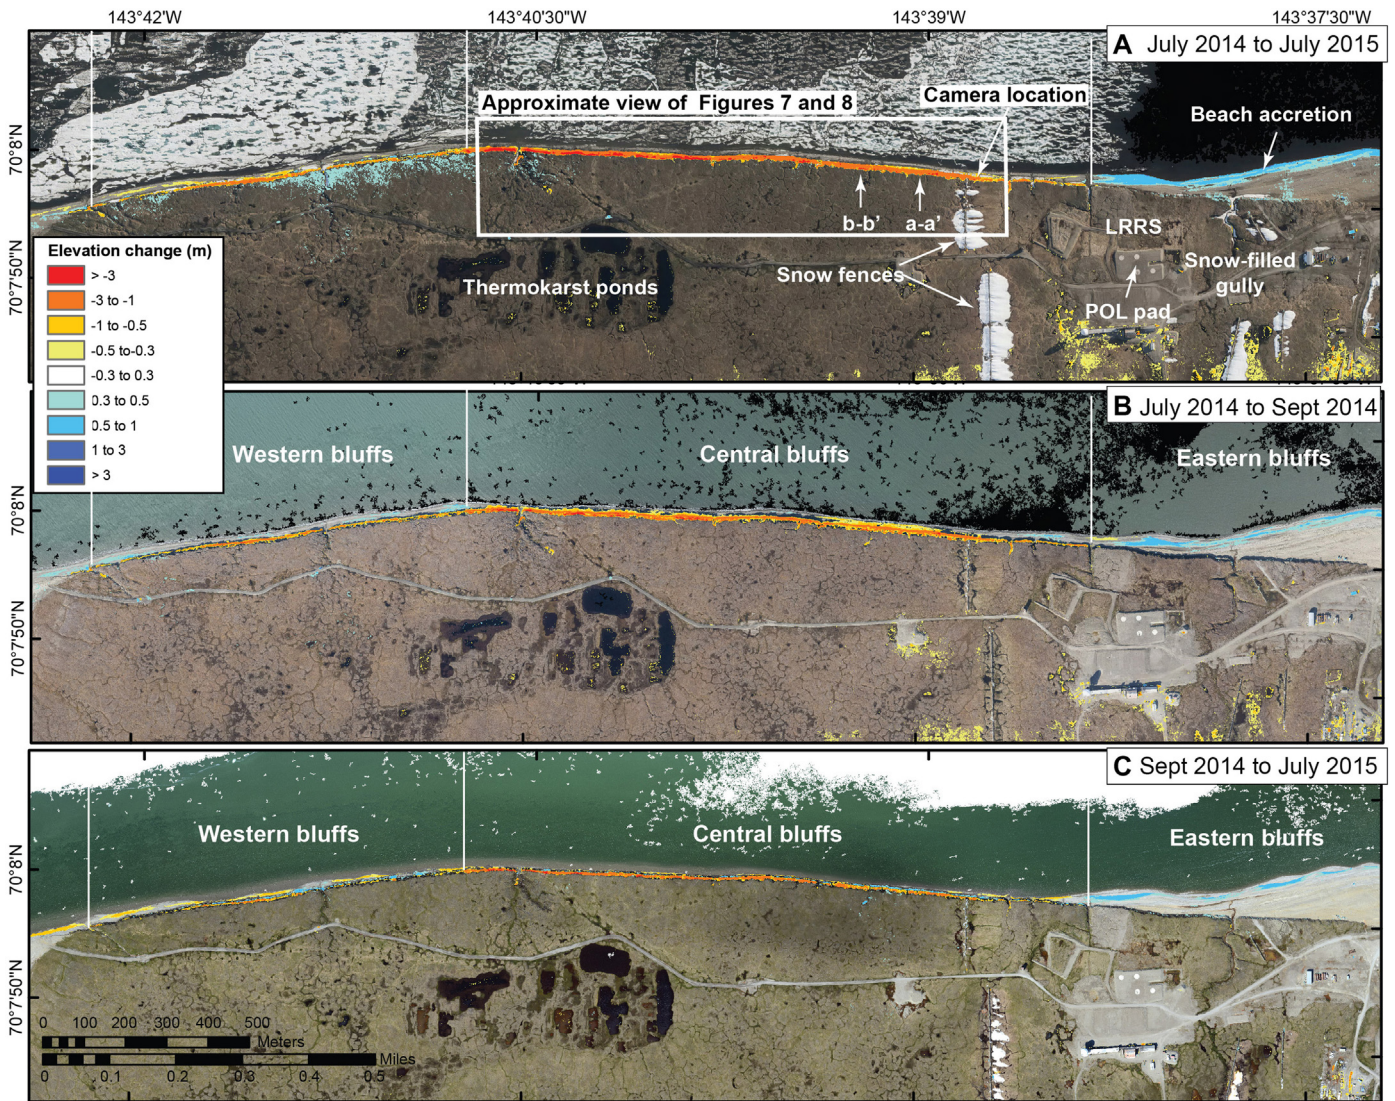 143°42'W
143°40'30"W
143°39'W
143°37'30"W
A July 2014 to July 2015
Approximate view of Figures 7 and 8
Camera location
Beach accretion
70°8'N
b-b'
a-a'
LRRS
Snow fences
Snow-filled
gully
Thermokarst ponds
POL pad
70°7'50"N
Elevation change (m)
> -3
-3 to -1
-1 to -0.5
-0.5 to-0.3
-0.3 to 0.3
0.3 to 0.5
0.5 to 1
1 to 3
> 3
B July 2014 to Sept 2014
Western bluffs
Central bluffs
Eastern bluffs
70°8'N
70°7'50"N
C Sept 2014 to July 2015
Western bluffs
Central bluffs
Eastern bluffs
70°8'N
70°7'50"N
0 100 200 300 400 500
Meters
Miles
0 0.1 0.2 0.3 0.4 0.5